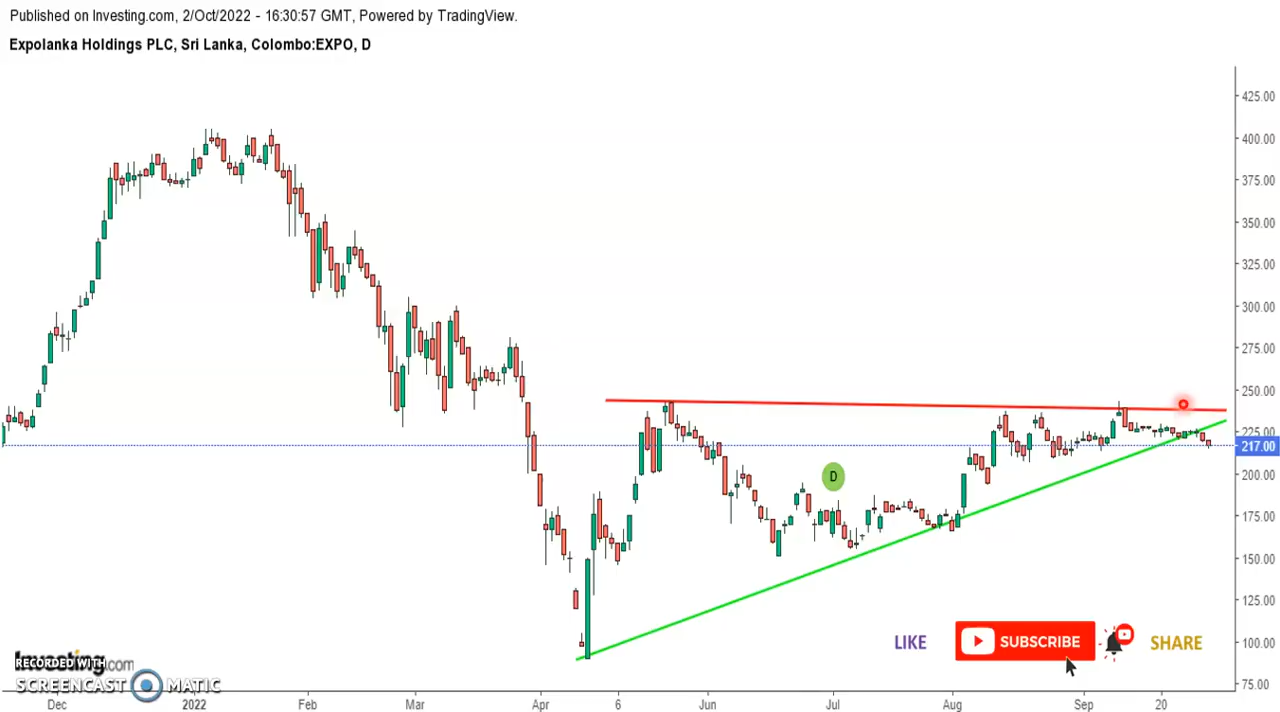 Published on Investing.com, 2/Oct/2022 - 16:30:57 GMT, Powered by TradingView.
Expolanka Holdings PLC, Sri Lanka, Colombo:EXPO, D
425.00
400.00
375.00
350.00
325.00
300.00
275.00
250.00
225.00
217.00
200.00
175.00
150.00
125.00
100.00
75.00
D
LIKE
SUBSCRIBE
SHARE
Investing.com
RECORDED WITH
SCREENCAST MATIC
Dec 2022 Feb Mar Apr 6 Jun Jul Aug Sep 20